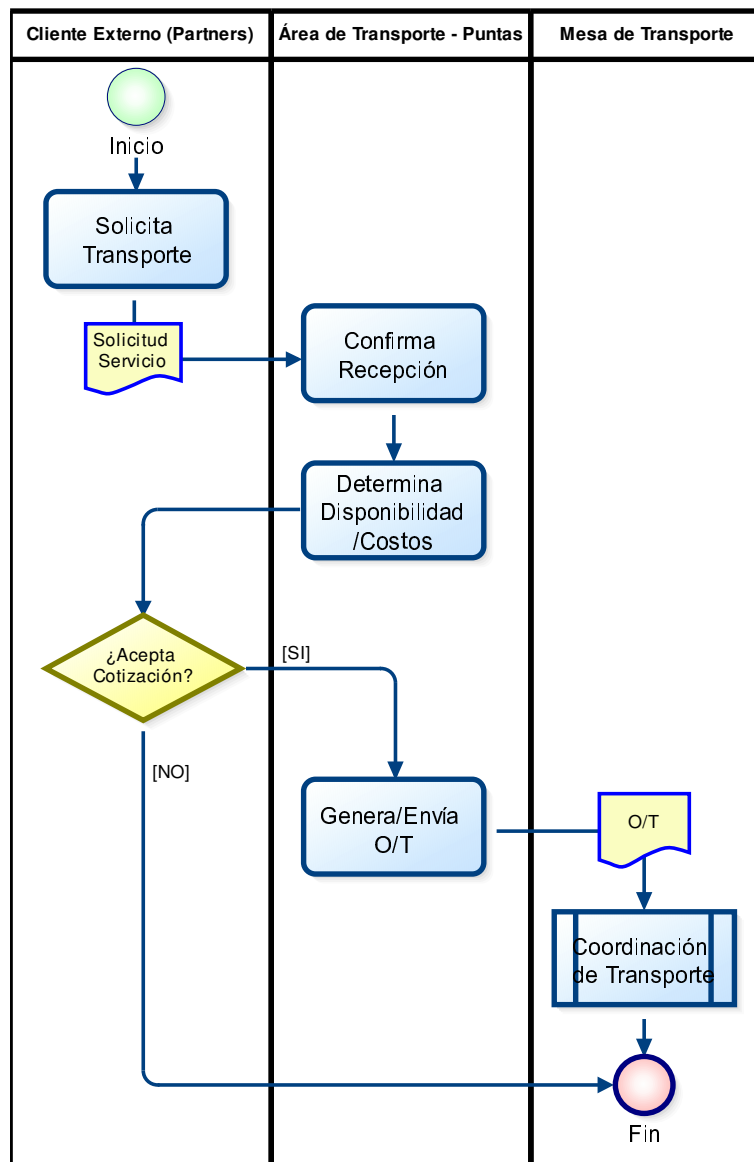 Cliente Externo (Partners)
Área de Transporte - Puntas
Mesa de Transporte
Inicio
Solicita
Transporte
Solicitud
Servicio
Confirma
Recepción
Determina
Disponibilidad
/Costos
¿Acepta
Cotización?
[SI]
[NO]
Genera/Envía
O/T
O/T
Coordinación
de Transporte
Fin